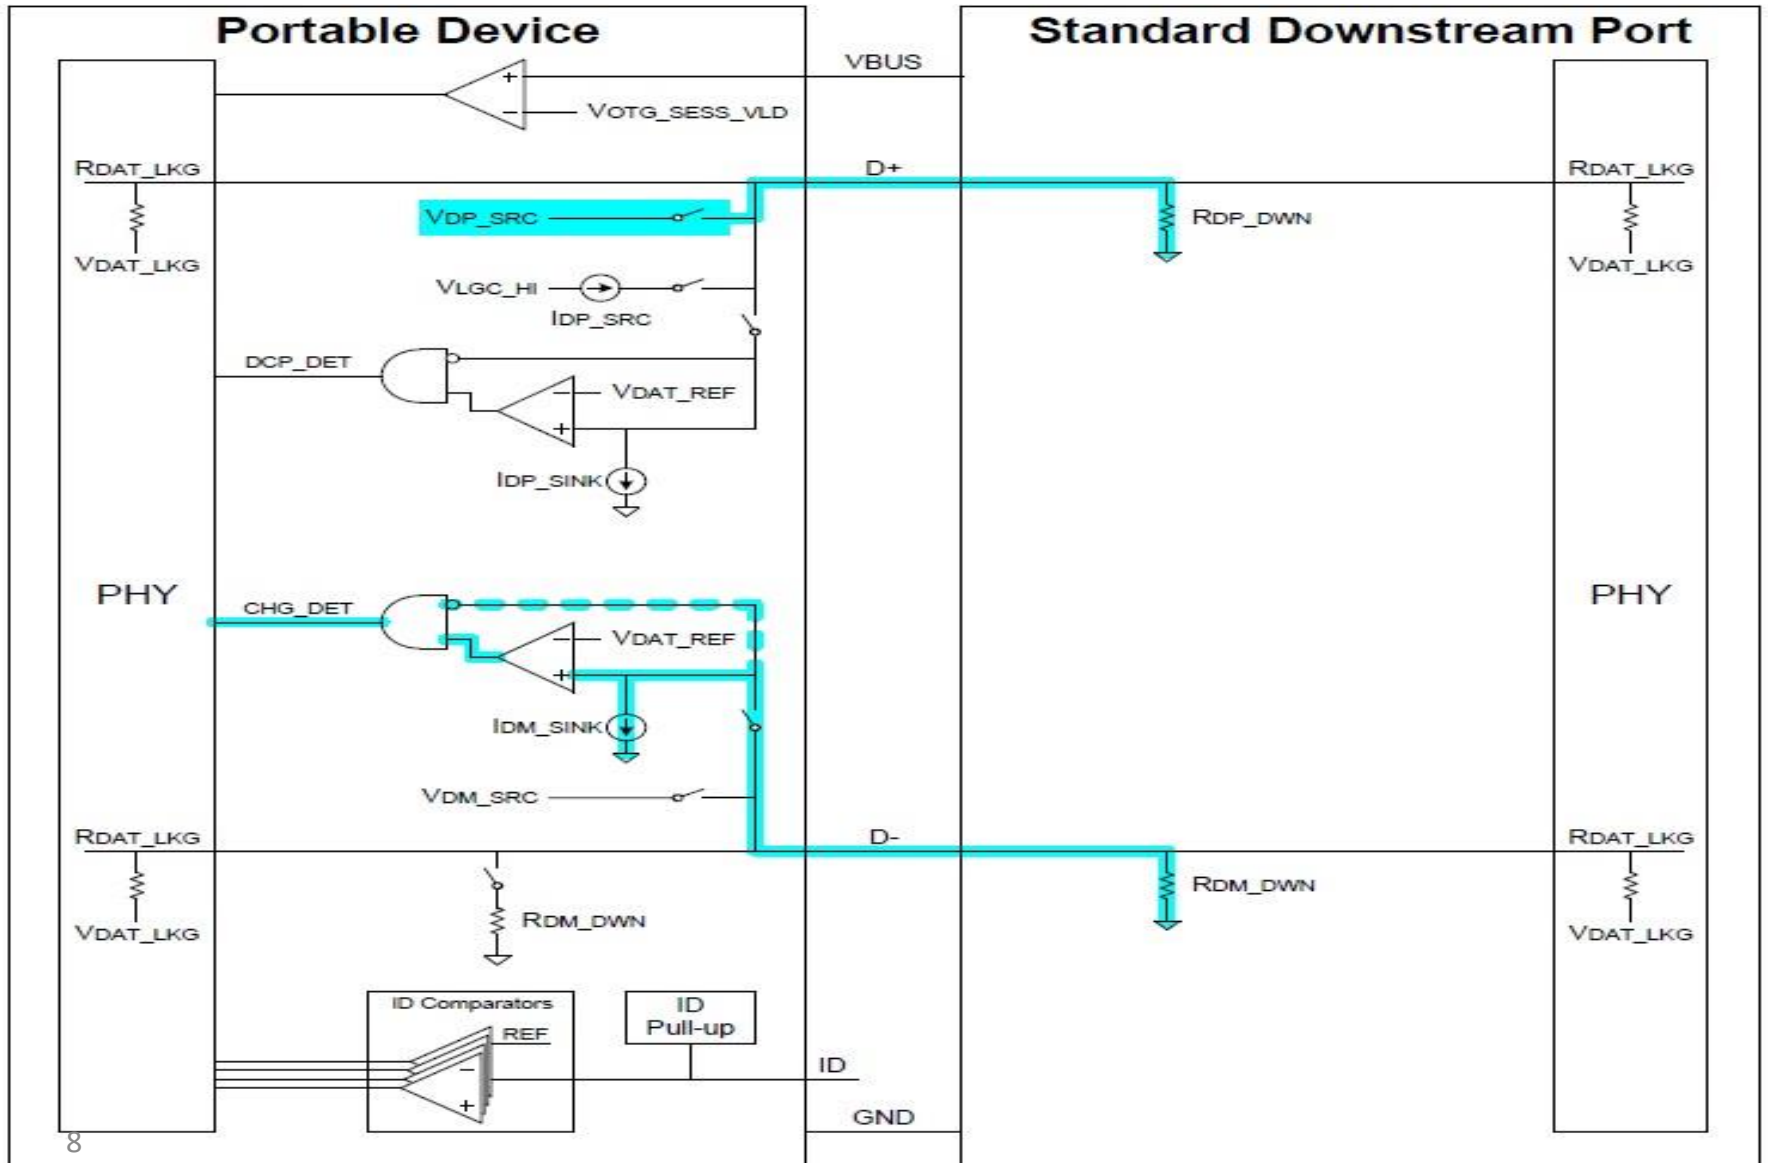 Portable Device
Standard Downstream Port
VBUS
+
− VOTG_SESS_VLD
RDAT_LKG
D+
RDAT_LKG
VDP_SRC
RDP_DWN
VDAT_LKG
VDAT_LKG
VLGC_HI
IDP_SRC
DCP_DET
− VDAT_REF
+
IDP_SINK
PHY
PHY
CHG_DET
− VDAT_REF
+
IDM_SINK
VDM_SRC
RDAT_LKG
D-
RDAT_LKG
RDM_DWN
RDM_DWN
VDAT_LKG
VDAT_LKG
ID Comparators
REF
−
+
ID
Pull-up
ID
GND
8